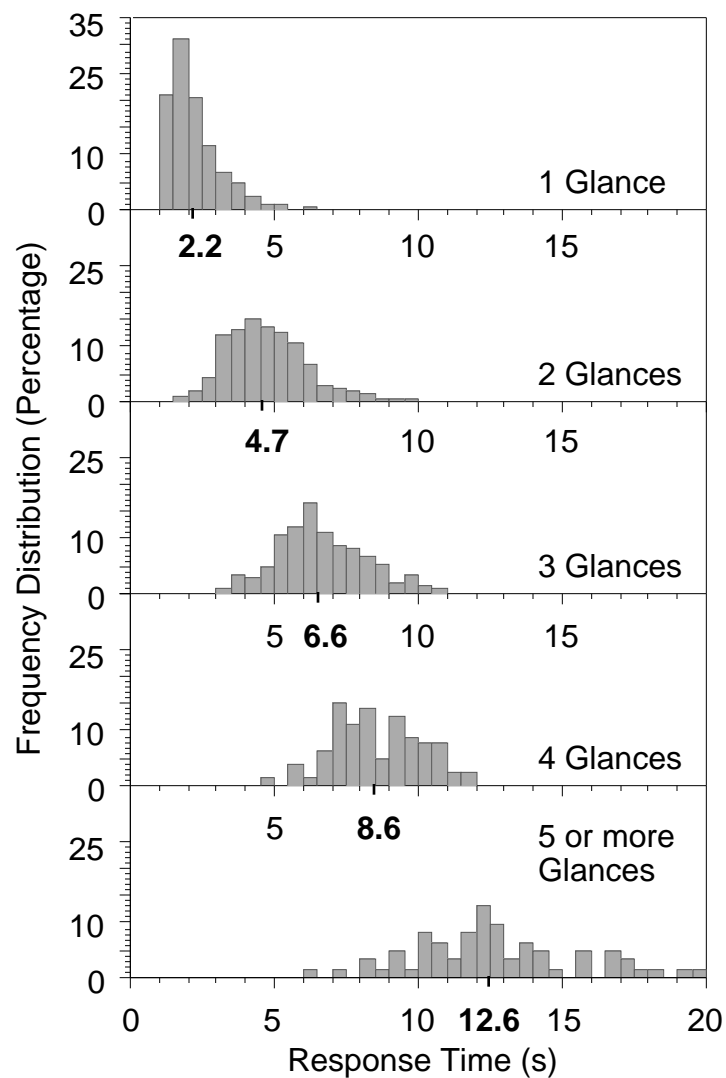 35
25
10
0
1 Glance
2.2 5 10 15
25
10
0
2 Glances
4.7 10 15
25
10
0
3 Glances
5 6.6 10 15
25
10
0
4 Glances
5 8.6
5 or more
Glances
25
10
0
0 5 10 12.6 15 20
Response Time (s)
Frequency Distribution (Percentage)